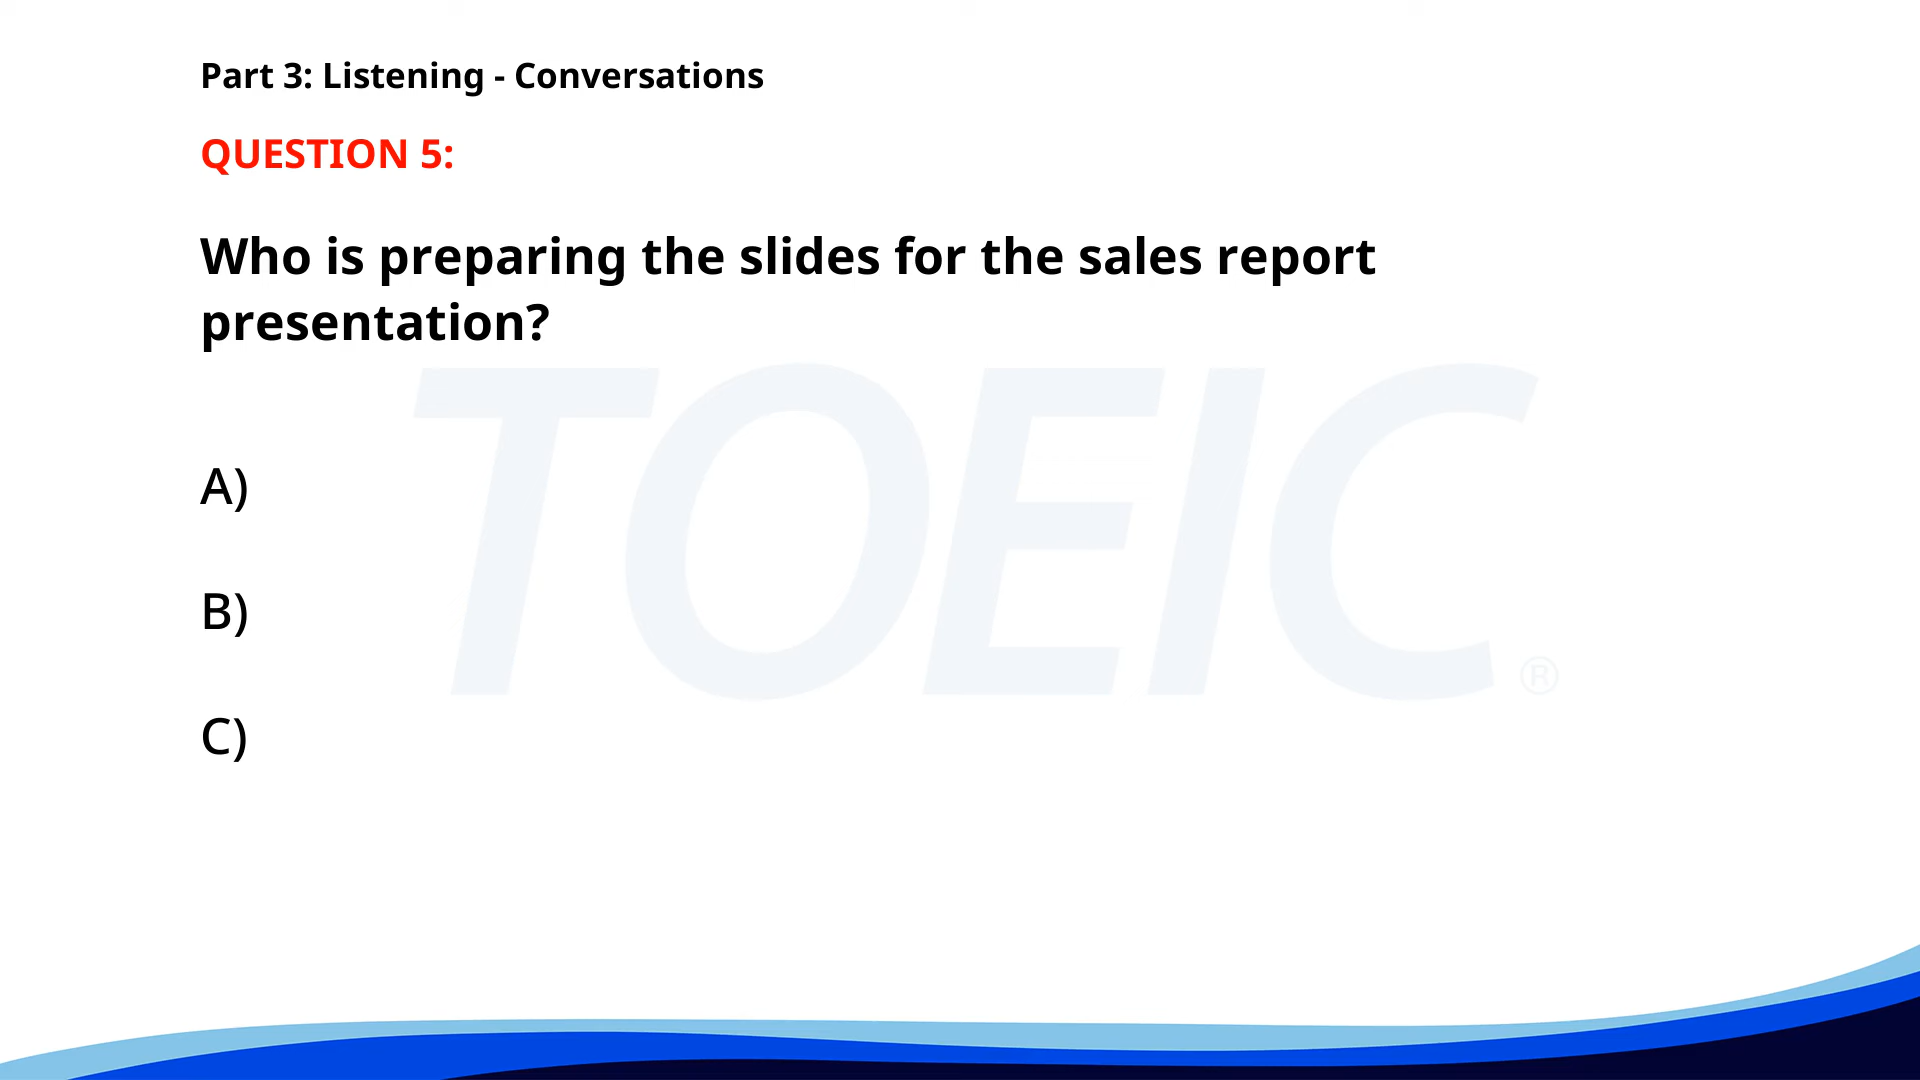 Part 3: Listening - Conversations
QUESTION 5:
Who is preparing the slides for the sales report
presentation?
TOEIC®
A)
B)
C)